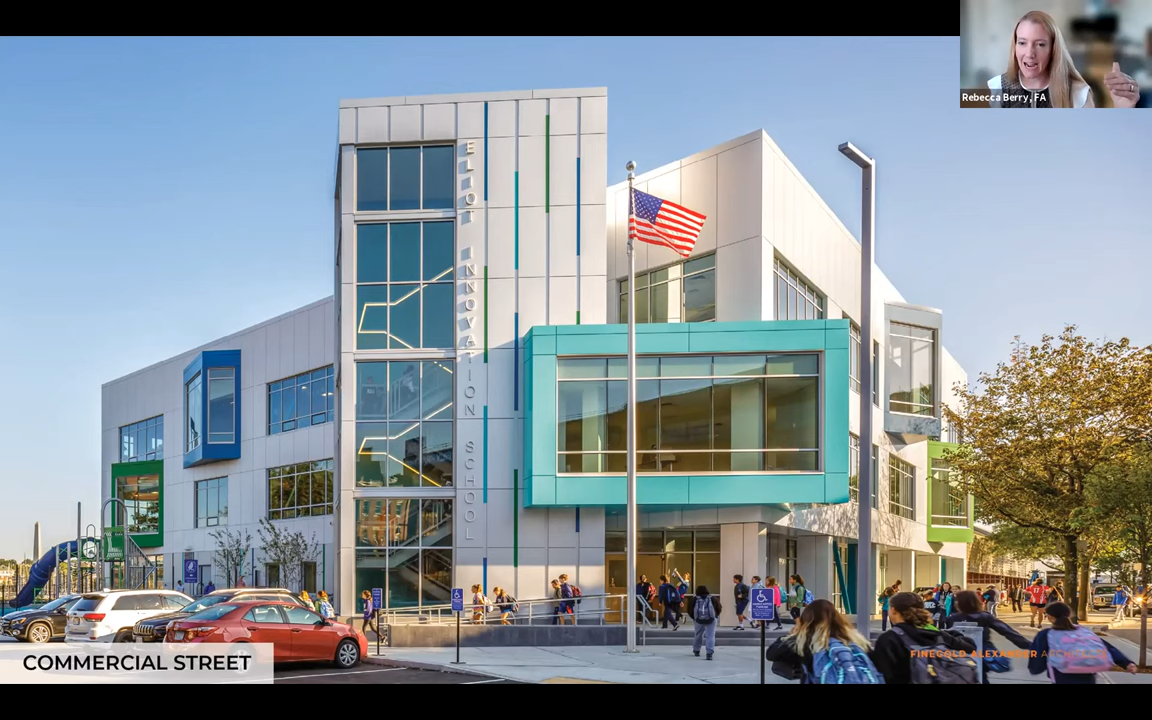 Rebecca Berry, FA
ELIOT INNOVATION SCHOOL
COMMERCIAL STREET
FINEGOLD ALEXANDER